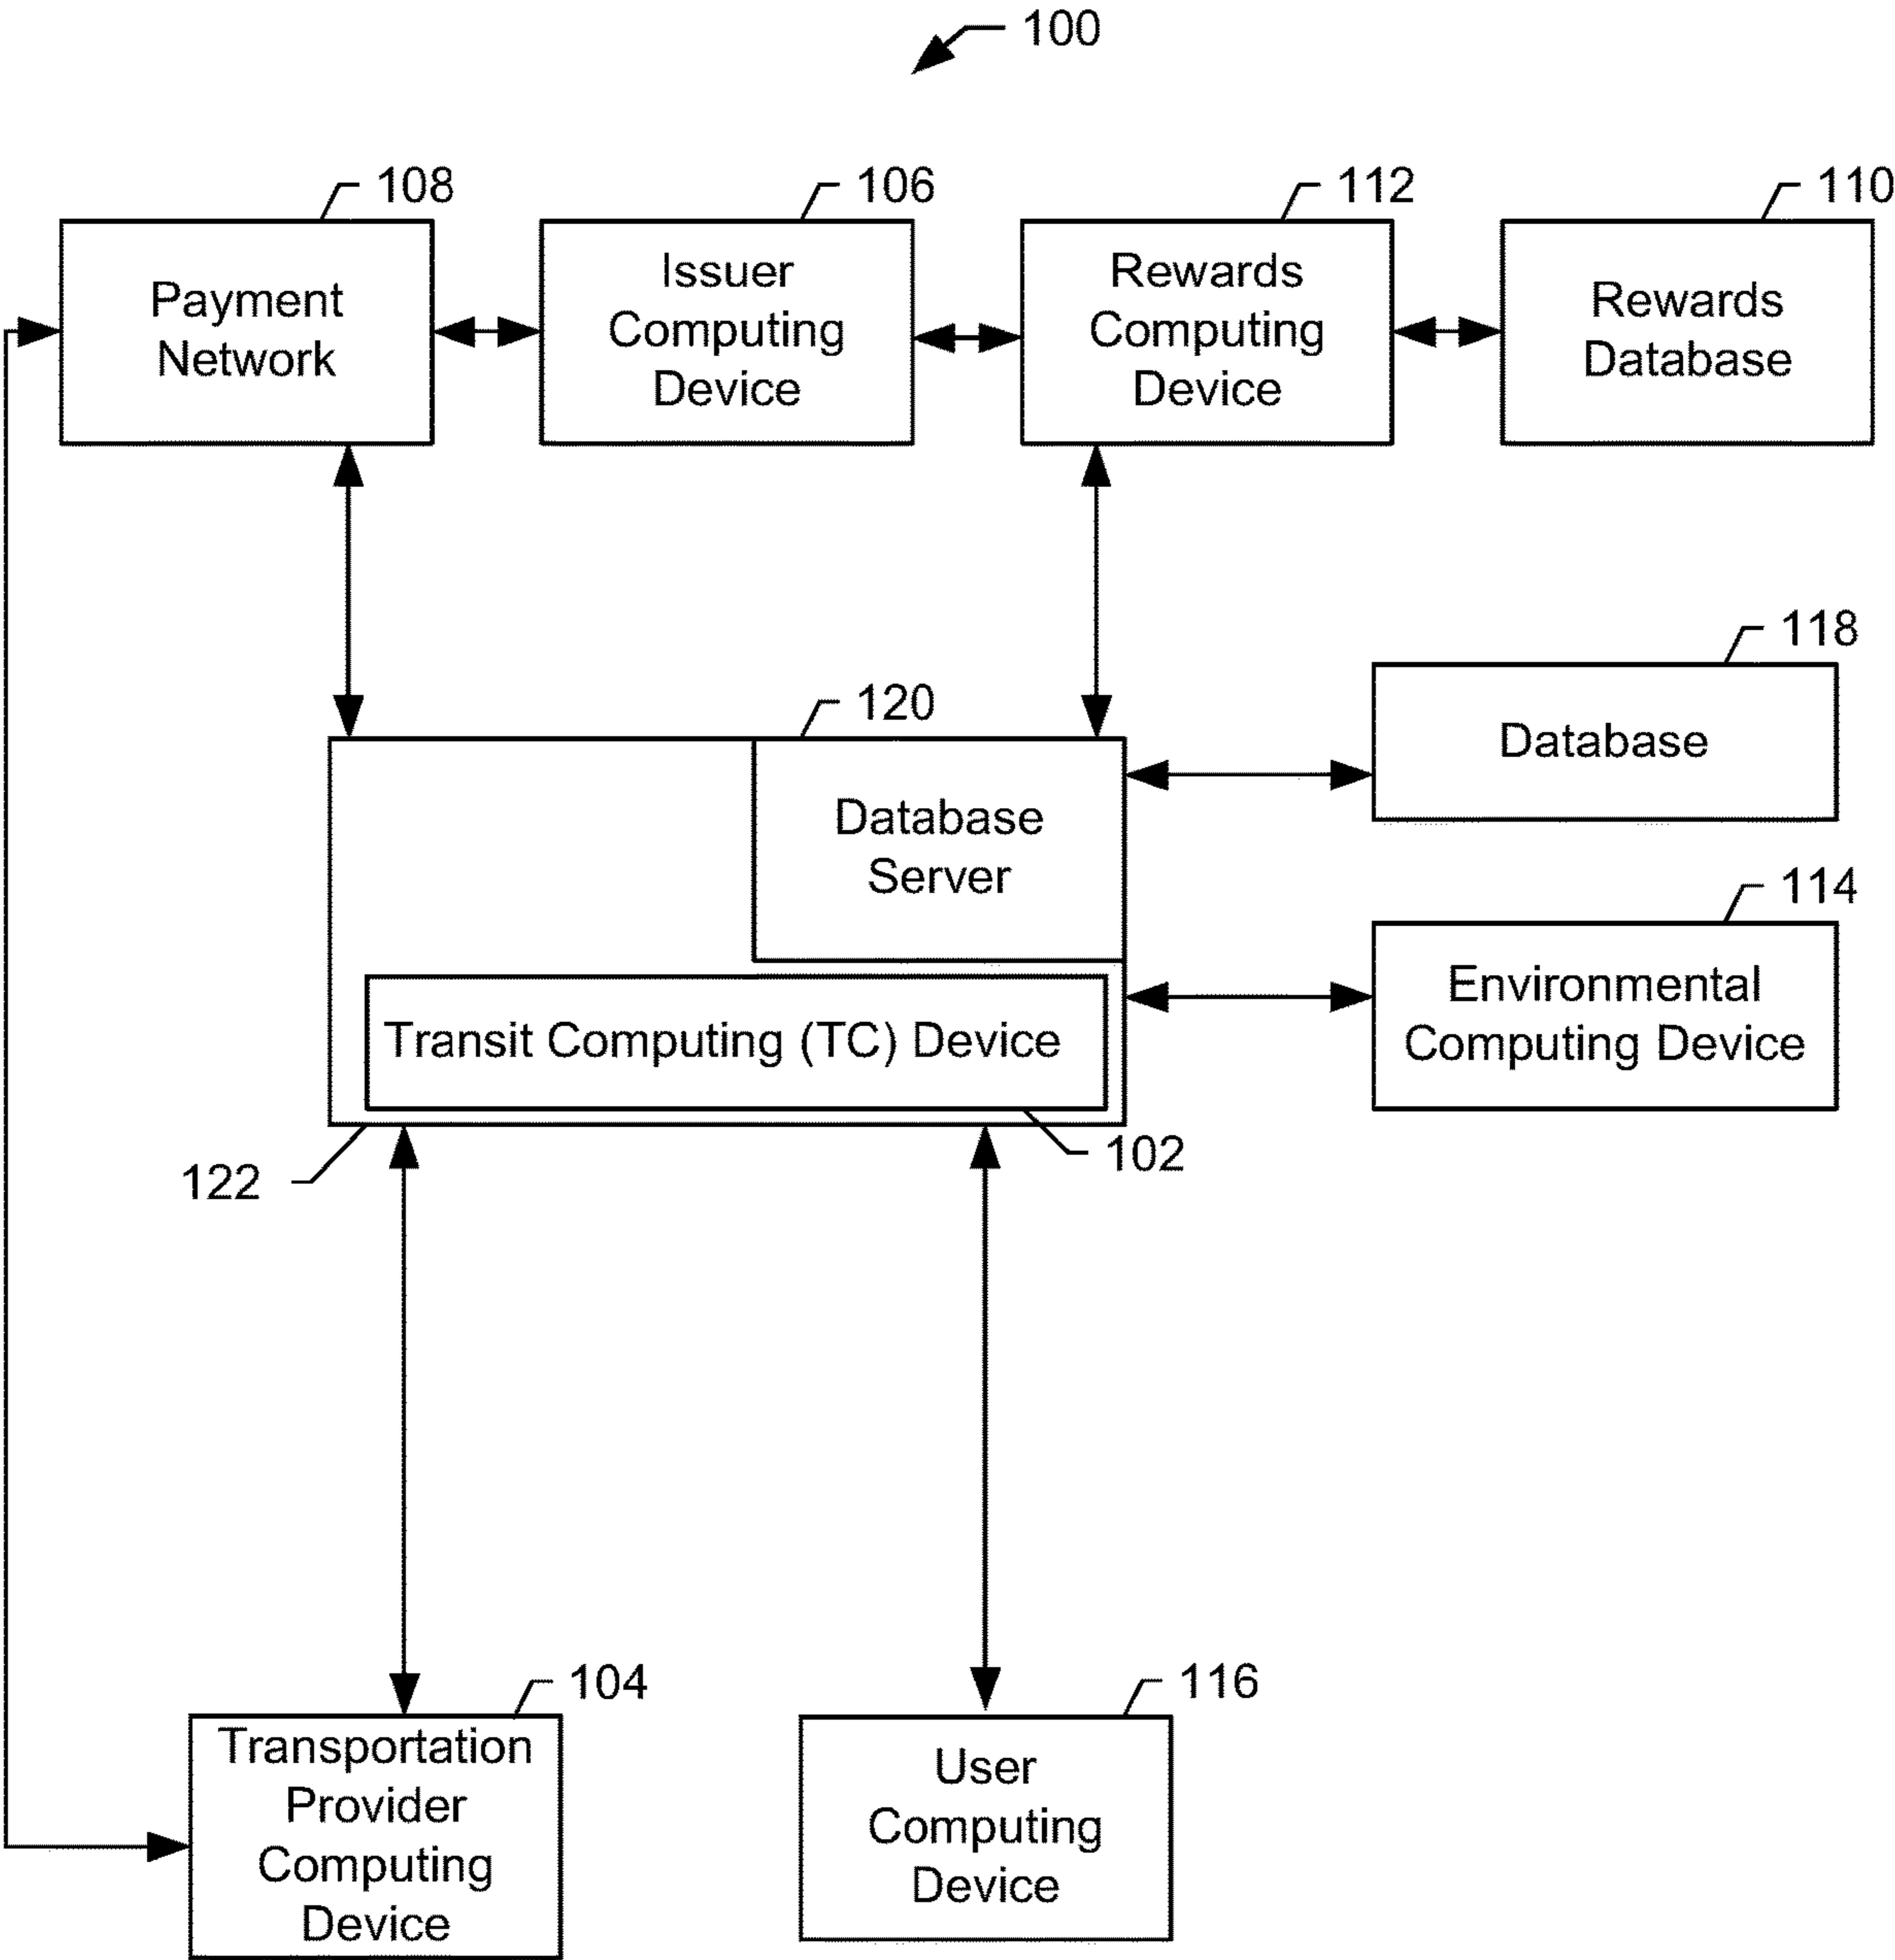 100
108
106
112
110
Payment
Network
Issuer
Computing
Device
Rewards
Computing
Device
Rewards
Database
118
Database
120
Database
Server
114
Environmental
Computing Device
Transit Computing (TC) Device
102
122
104
Transportation
Provider
Computing
Device
116
User
Computing
Device